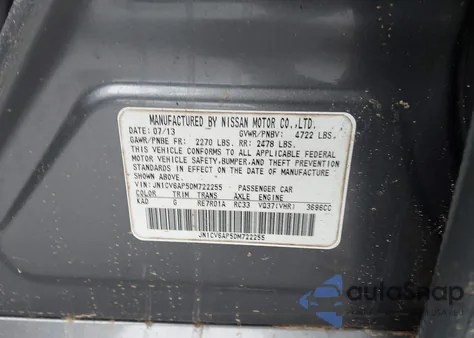 MANUFACTURED BY NISSAN MOTOR CO.,LTD.
DATE 07/13 GVWR/PNBV: 4722 LBS.
GAWR/PNBE FR: 2270 LBS. RR: 2478 LBS.
THIS VEHICLE CONFORMS TO ALL APPLICABLE FEDERAL
MOTOR VEHICLE SAFETY, BUMPER, AND THEFT PREVENTION
STANDARDS IN EFFECT ON THE DATE OF MANUFACTURE
SHOWN ABOVE.
VIN: JN1CV6AP5DM722255 PASSENGER CAR
COLOR TRIM TRANS AXLE ENGINE
KAD G RE7R01A RC33 VQ37(VHR) 3696CC
JN1CV6AP5DM722255
autoSnap